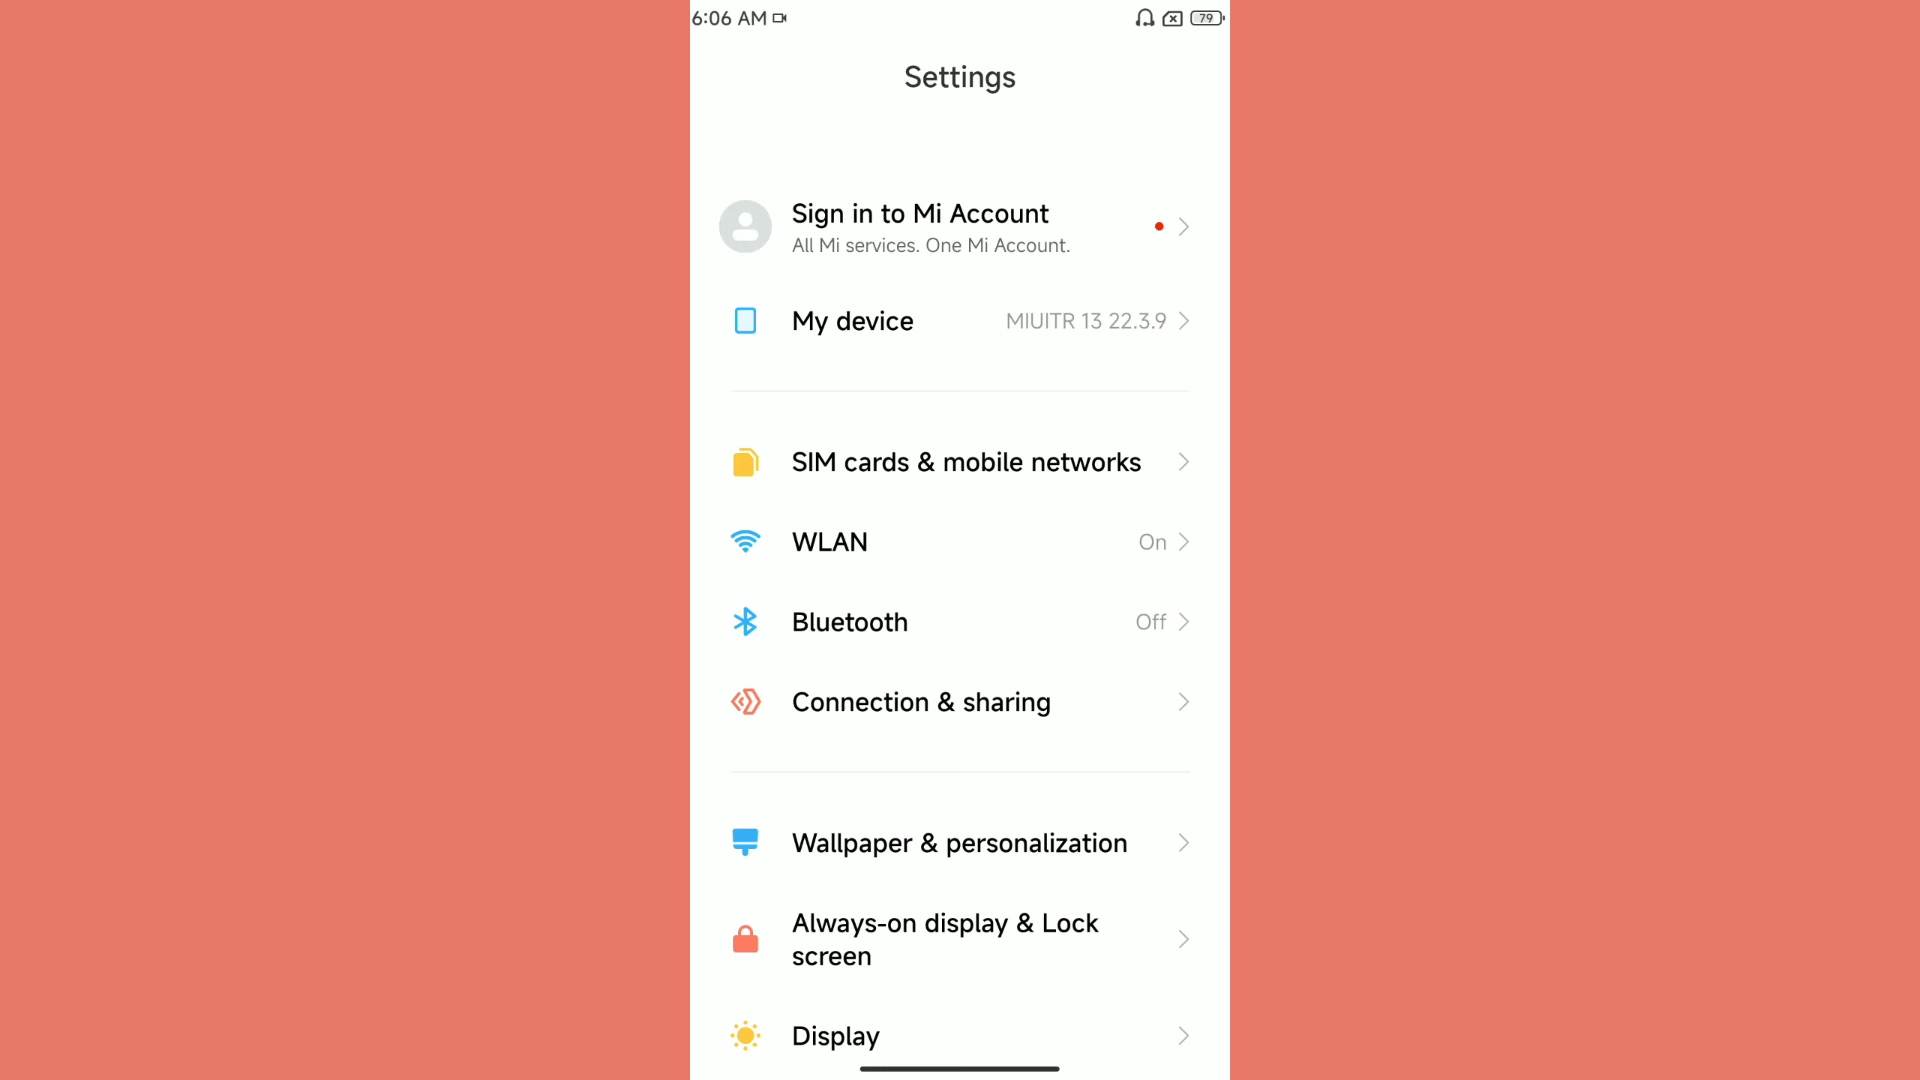 6:06 AM
79
Settings
Sign in to Mi Account
All Mi services. One Mi Account.
My device MIUITR 13 22.3.9
SIM cards & mobile networks
WLAN On
Bluetooth Off
Connection & sharing
Wallpaper & personalization
Always-on display & Lock
screen
Display